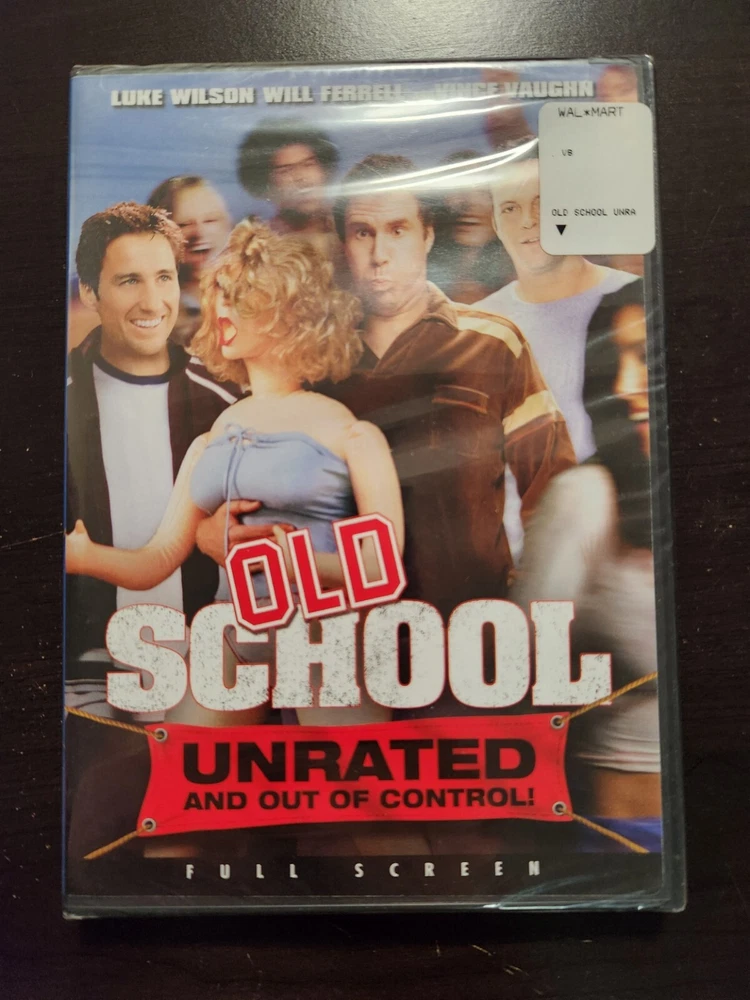 LUKE WILSON WILL FERRELL VINCE VAUGHN
WAL★MART
V8
OLD SCHOOL UNRA
OLD
SCHOOL
UNRATED
AND OUT OF CONTROL!
FULL SCREEN